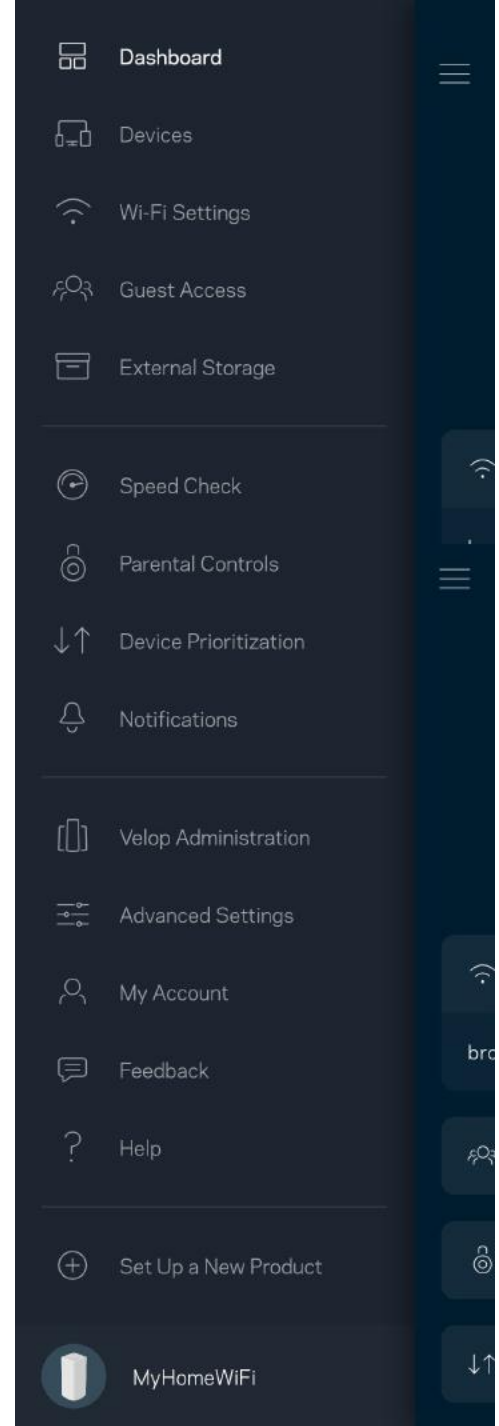 Dashboard
Devices
Wi-Fi Settings
Guest Access
External Storage
Speed Check
Parental Controls
Device Prioritization
Notifications
Velop Administration
Advanced Settings
My Account
Feedback
Help
Set Up a New Product
MyHomeWiFi